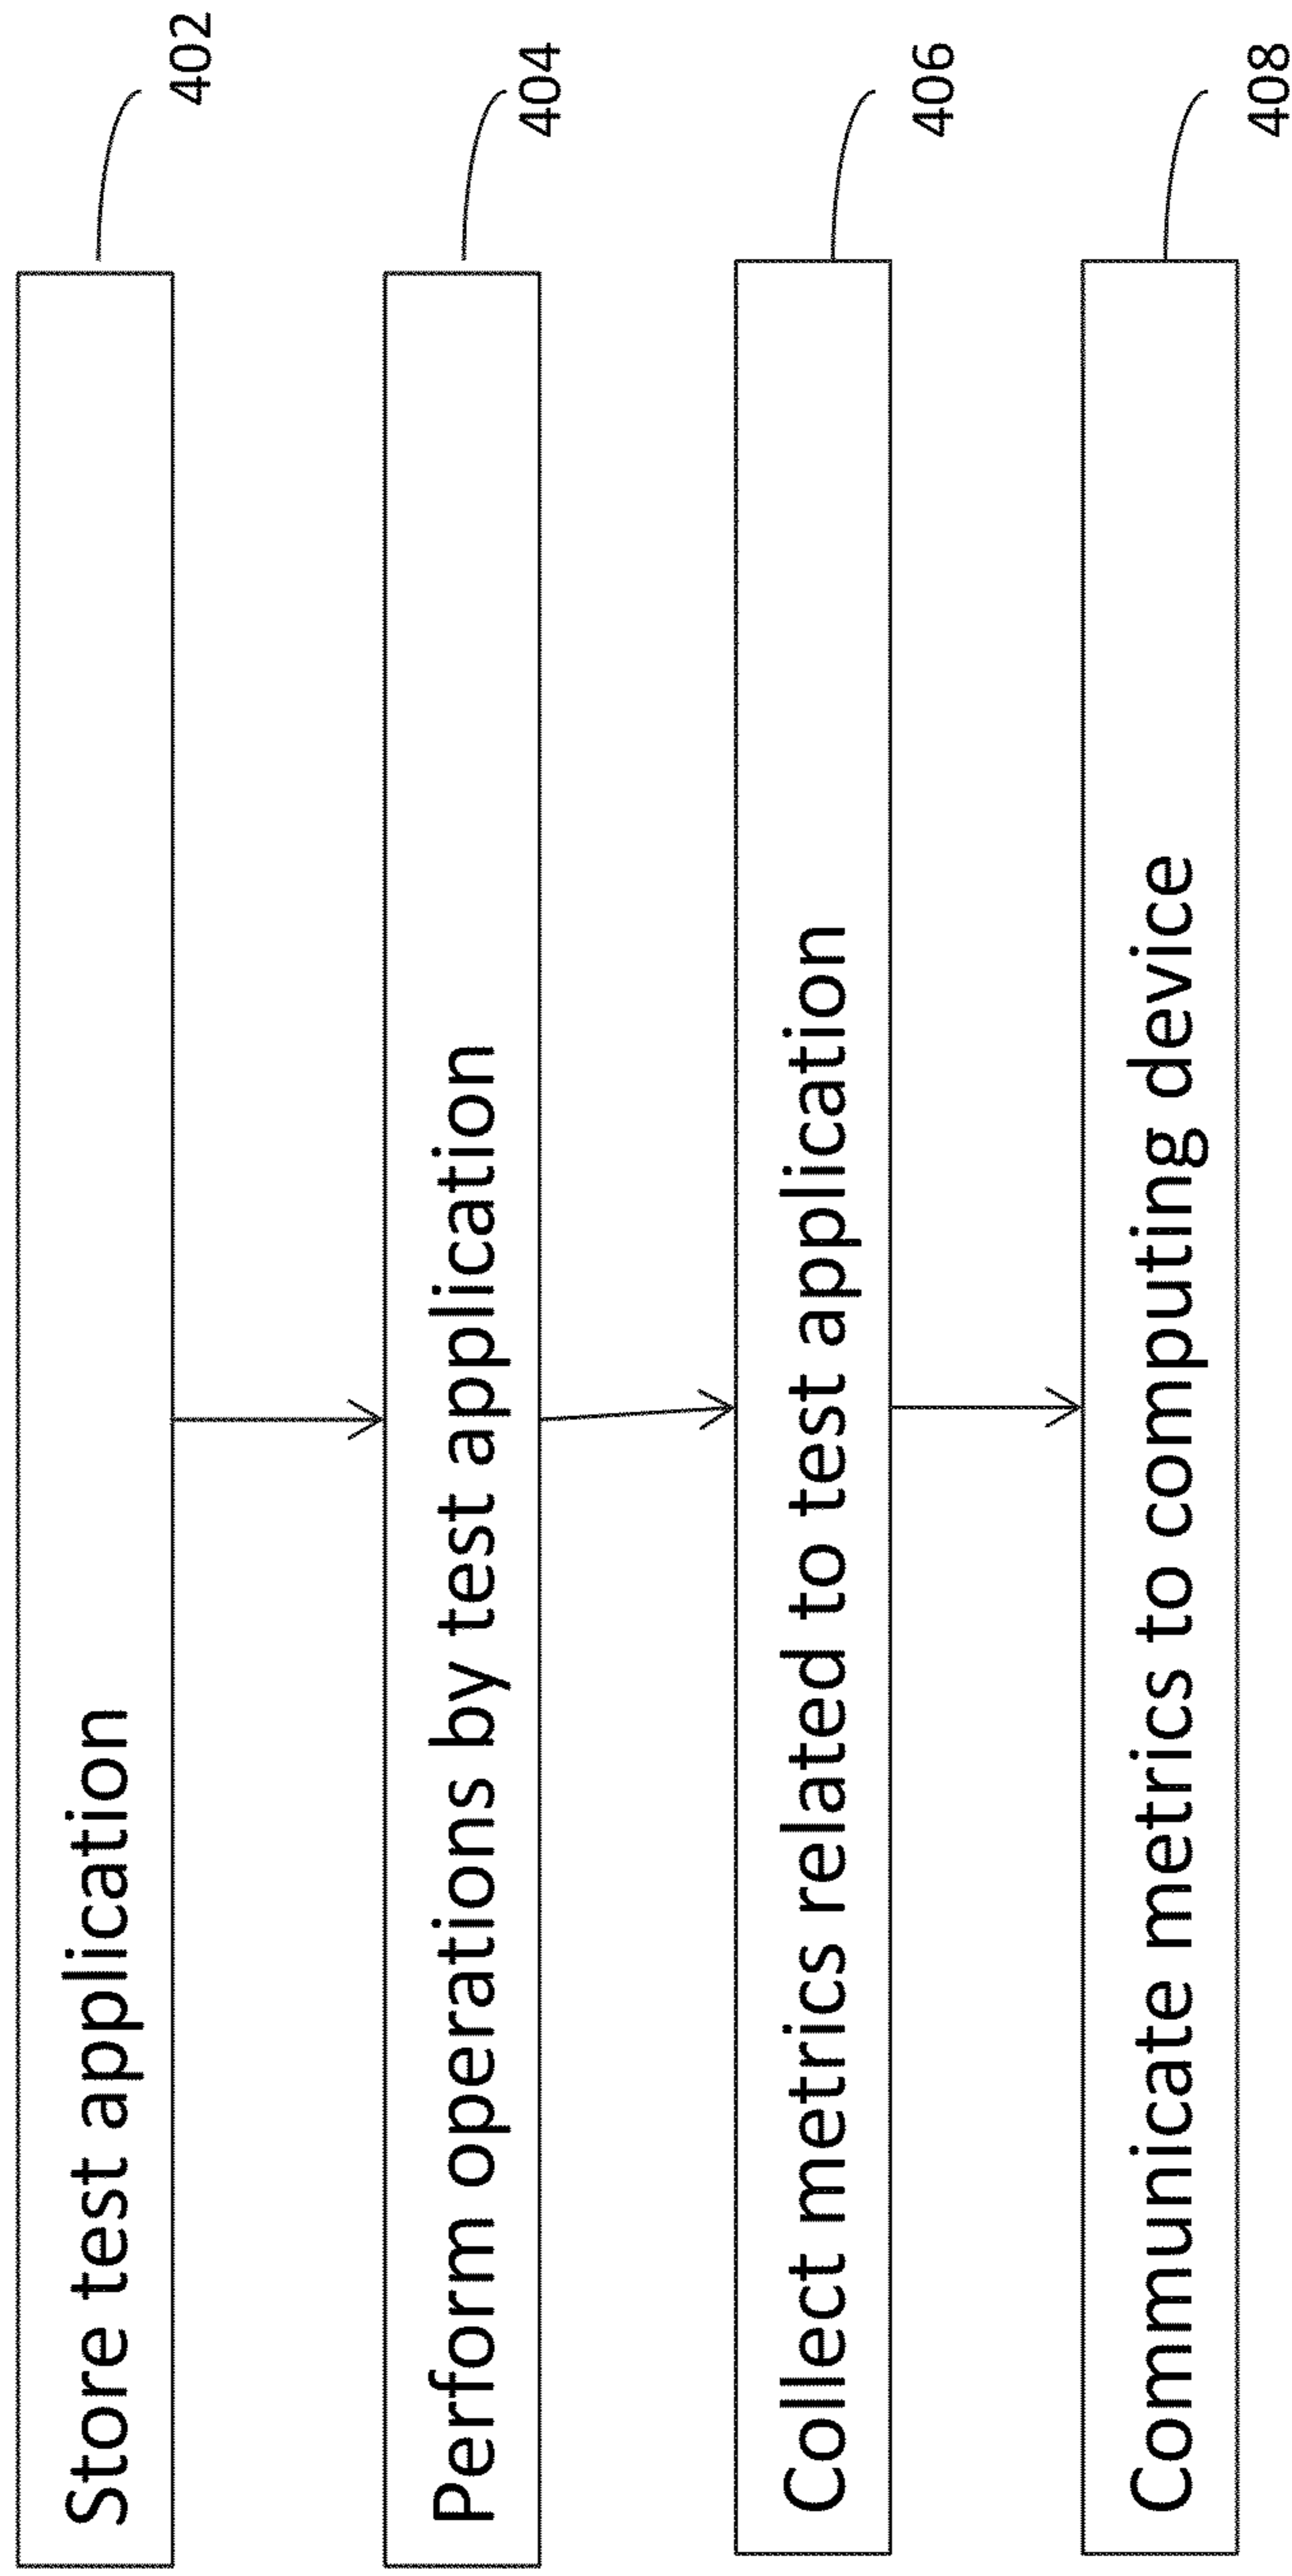 Store test application
402
Perform operations by test application
404
Collect metrics related to test application
406
Communicate metrics to computing device
408